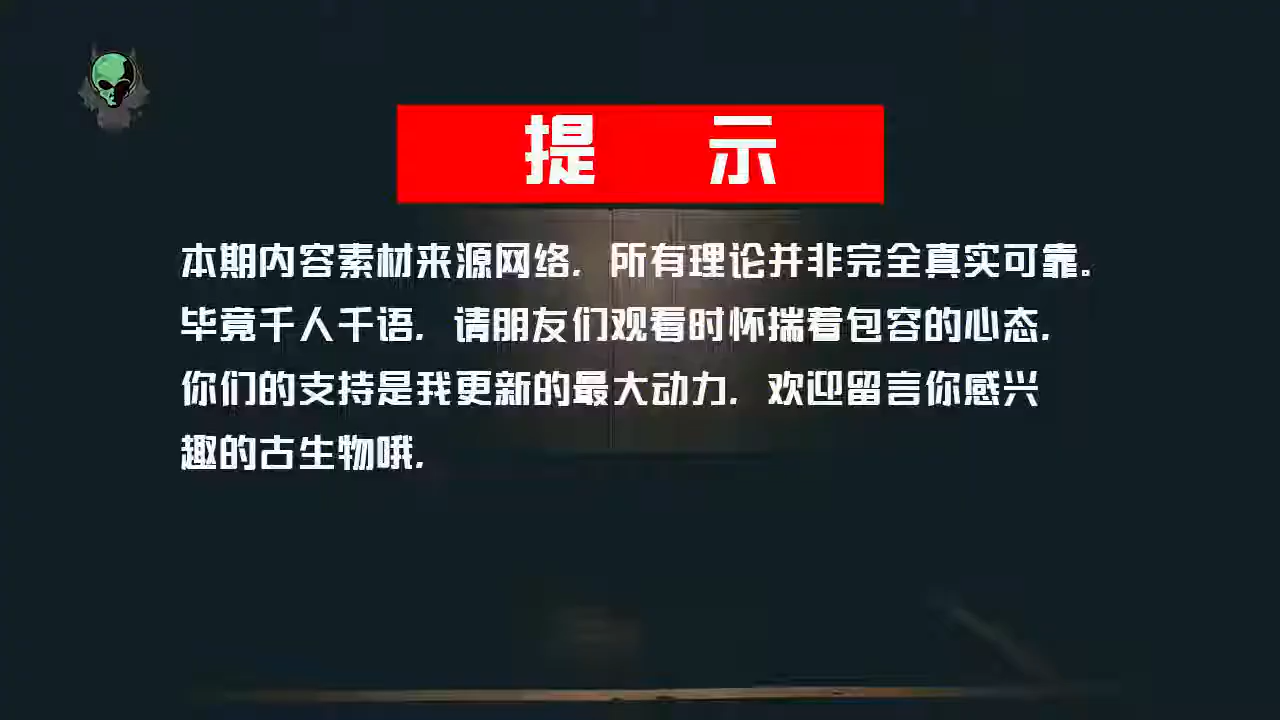 提 示
本期内容素材来源网络, 所有理论并非完全真实可靠。
毕竟千人千语, 请朋友们观看时怀揣着包容的心态,
你们的支持是我更新的最大动力, 欢迎留言你感兴
趣的古生物哦,